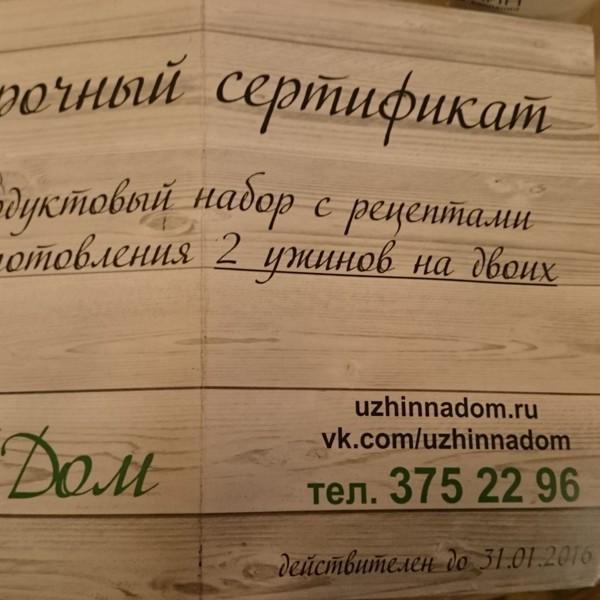 рочный сертификат
одуктовый набор с рецептами
отовления 2 ужинов на двоих
Дом
uzhinnadom.ru
vk.com/uzhinnadom
тел. 375 22 96
действителен до 31.01.2016